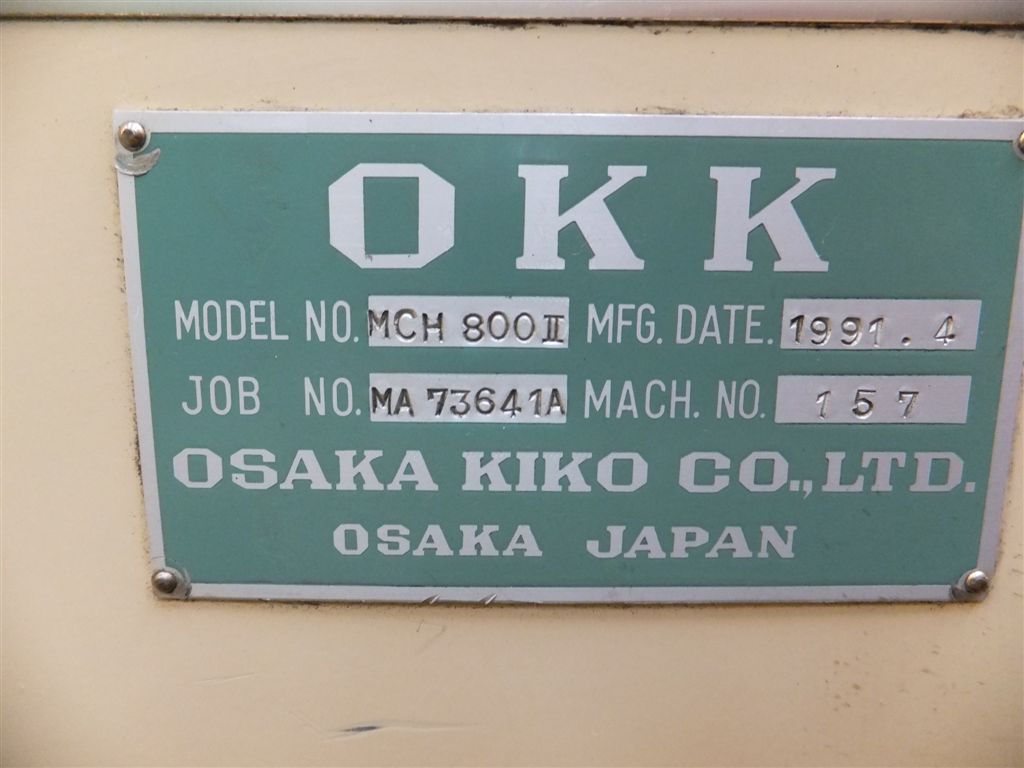 OKK
MODEL NO. MCH 800II MFG. DATE. 1991.4
JOB NO. MA 73641A MACH. NO. 157
OSAKA KIKO CO., LTD.
OSAKA JAPAN